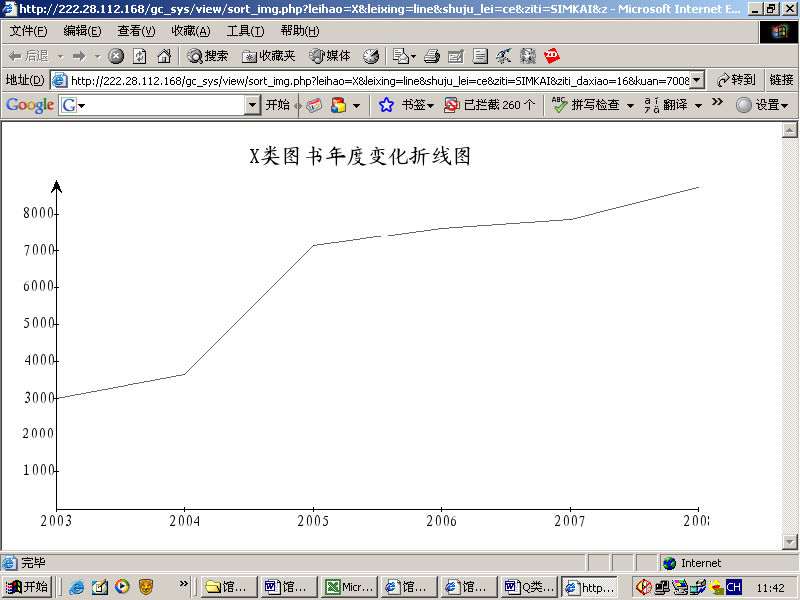 http://222.28.112.168/gc_sys/view/sort_img.php?leihao=X&leixing=line&shuju_lei=ce&ziti=SIMKAI&z - Microsoft Internet E...
文件(F) 编辑(E) 查看(V) 收藏(A) 工具(T) 帮助(H)
后退 搜索 收藏夹 媒体
地址(D) http://222.28.112.168/gc_sys/view/sort_img.php?leihao=X&leixing=line&shuju_lei=ce&ziti=SIMKAI&ziti_daxiao=16&kuan=700& 转到 链接
Google G 开始 书签 已拦截 260 个 ABC 拼写检查 翻译 » 设置
X类图书年度变化折线图
8000
7000
6000
5000
4000
3000
2000
1000
2003 2004 2005 2006 2007 200
完毕 Internet
开始 » 馆... 馆... Micr... 馆... 馆... Q类... http... CH 11:42